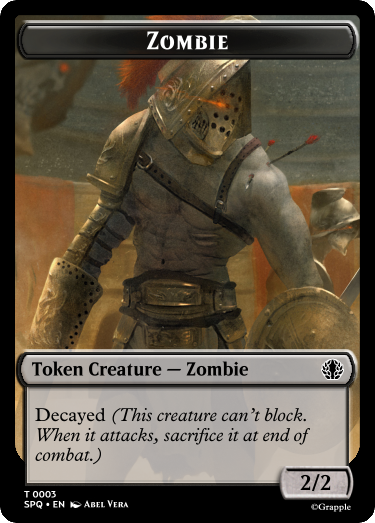 Zombie
Token Creature — Zombie
Decayed (This creature can't block.
When it attacks, sacrifice it at end of
combat.)
2/2
T 0003
SPQ • EN Abel Vera
©Grapple